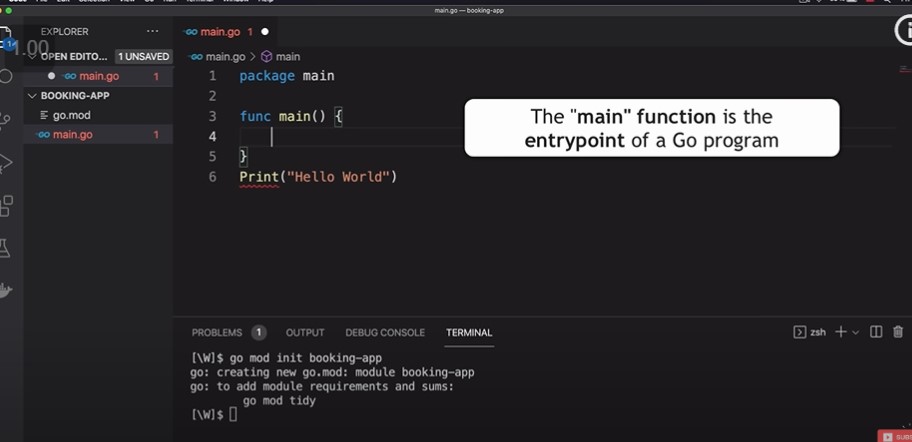 main.go — booking-app
EXPLORER
1.00
OPEN EDITO...
1 UNSAVED
main.go 1
BOOKING-APP
go.mod
main.go 1
main.go 1
main.go > main
1 package main
2
3 func main() {
4
5 }
6 Print("Hello World")
The "main" function is the
entrypoint of a Go program
PROBLEMS 1 OUTPUT DEBUG CONSOLE TERMINAL
zsh
[\W]$ go mod init booking-app
go: creating new go.mod: module booking-app
go: to add module requirements and sums:
go mod tidy
[\W]$